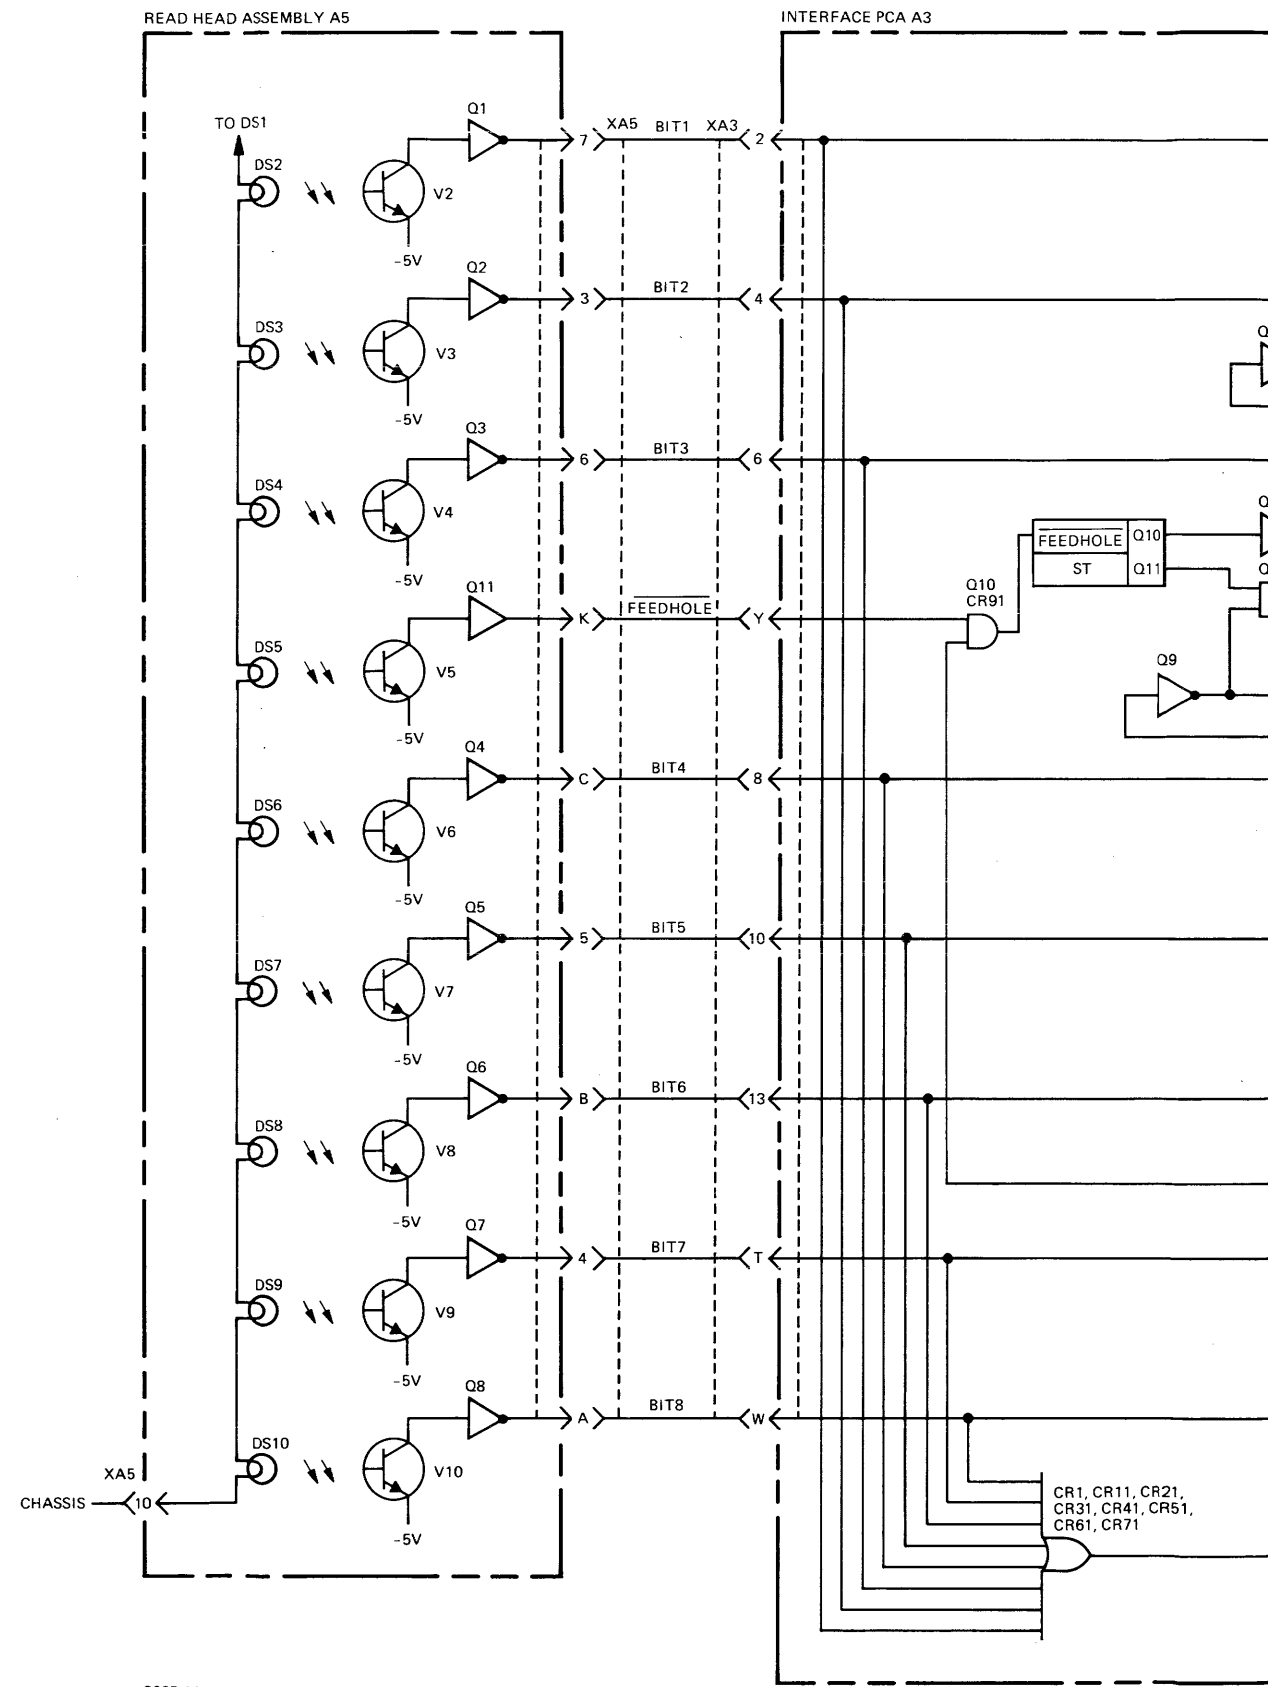 READ HEAD ASSEMBLY A5
INTERFACE PCA A3
TO DS1
Q1
XA5
BIT1
XA3
7
2
DS2
V2
-5V
Q2
BIT2
3
4
DS3
V3
-5V
Q3
BIT3
6
6
DS4
V4
-5V
FEEDHOLE
Q10
ST
Q11
Q11
FEEDHOLE
K
Y
Q10
CR91
DS5
V5
-5V
Q9
Q4
BIT4
C
8
DS6
V6
-5V
Q5
BIT5
5
10
DS7
V7
-5V
Q6
BIT6
B
13
DS8
V8
-5V
Q7
BIT7
4
T
DS9
V9
-5V
Q8
BIT8
A
W
DS10
V10
-5V
XA5
CHASSIS
10
CR1, CR11, CR21,
CR31, CR41, CR51,
CR61, CR71